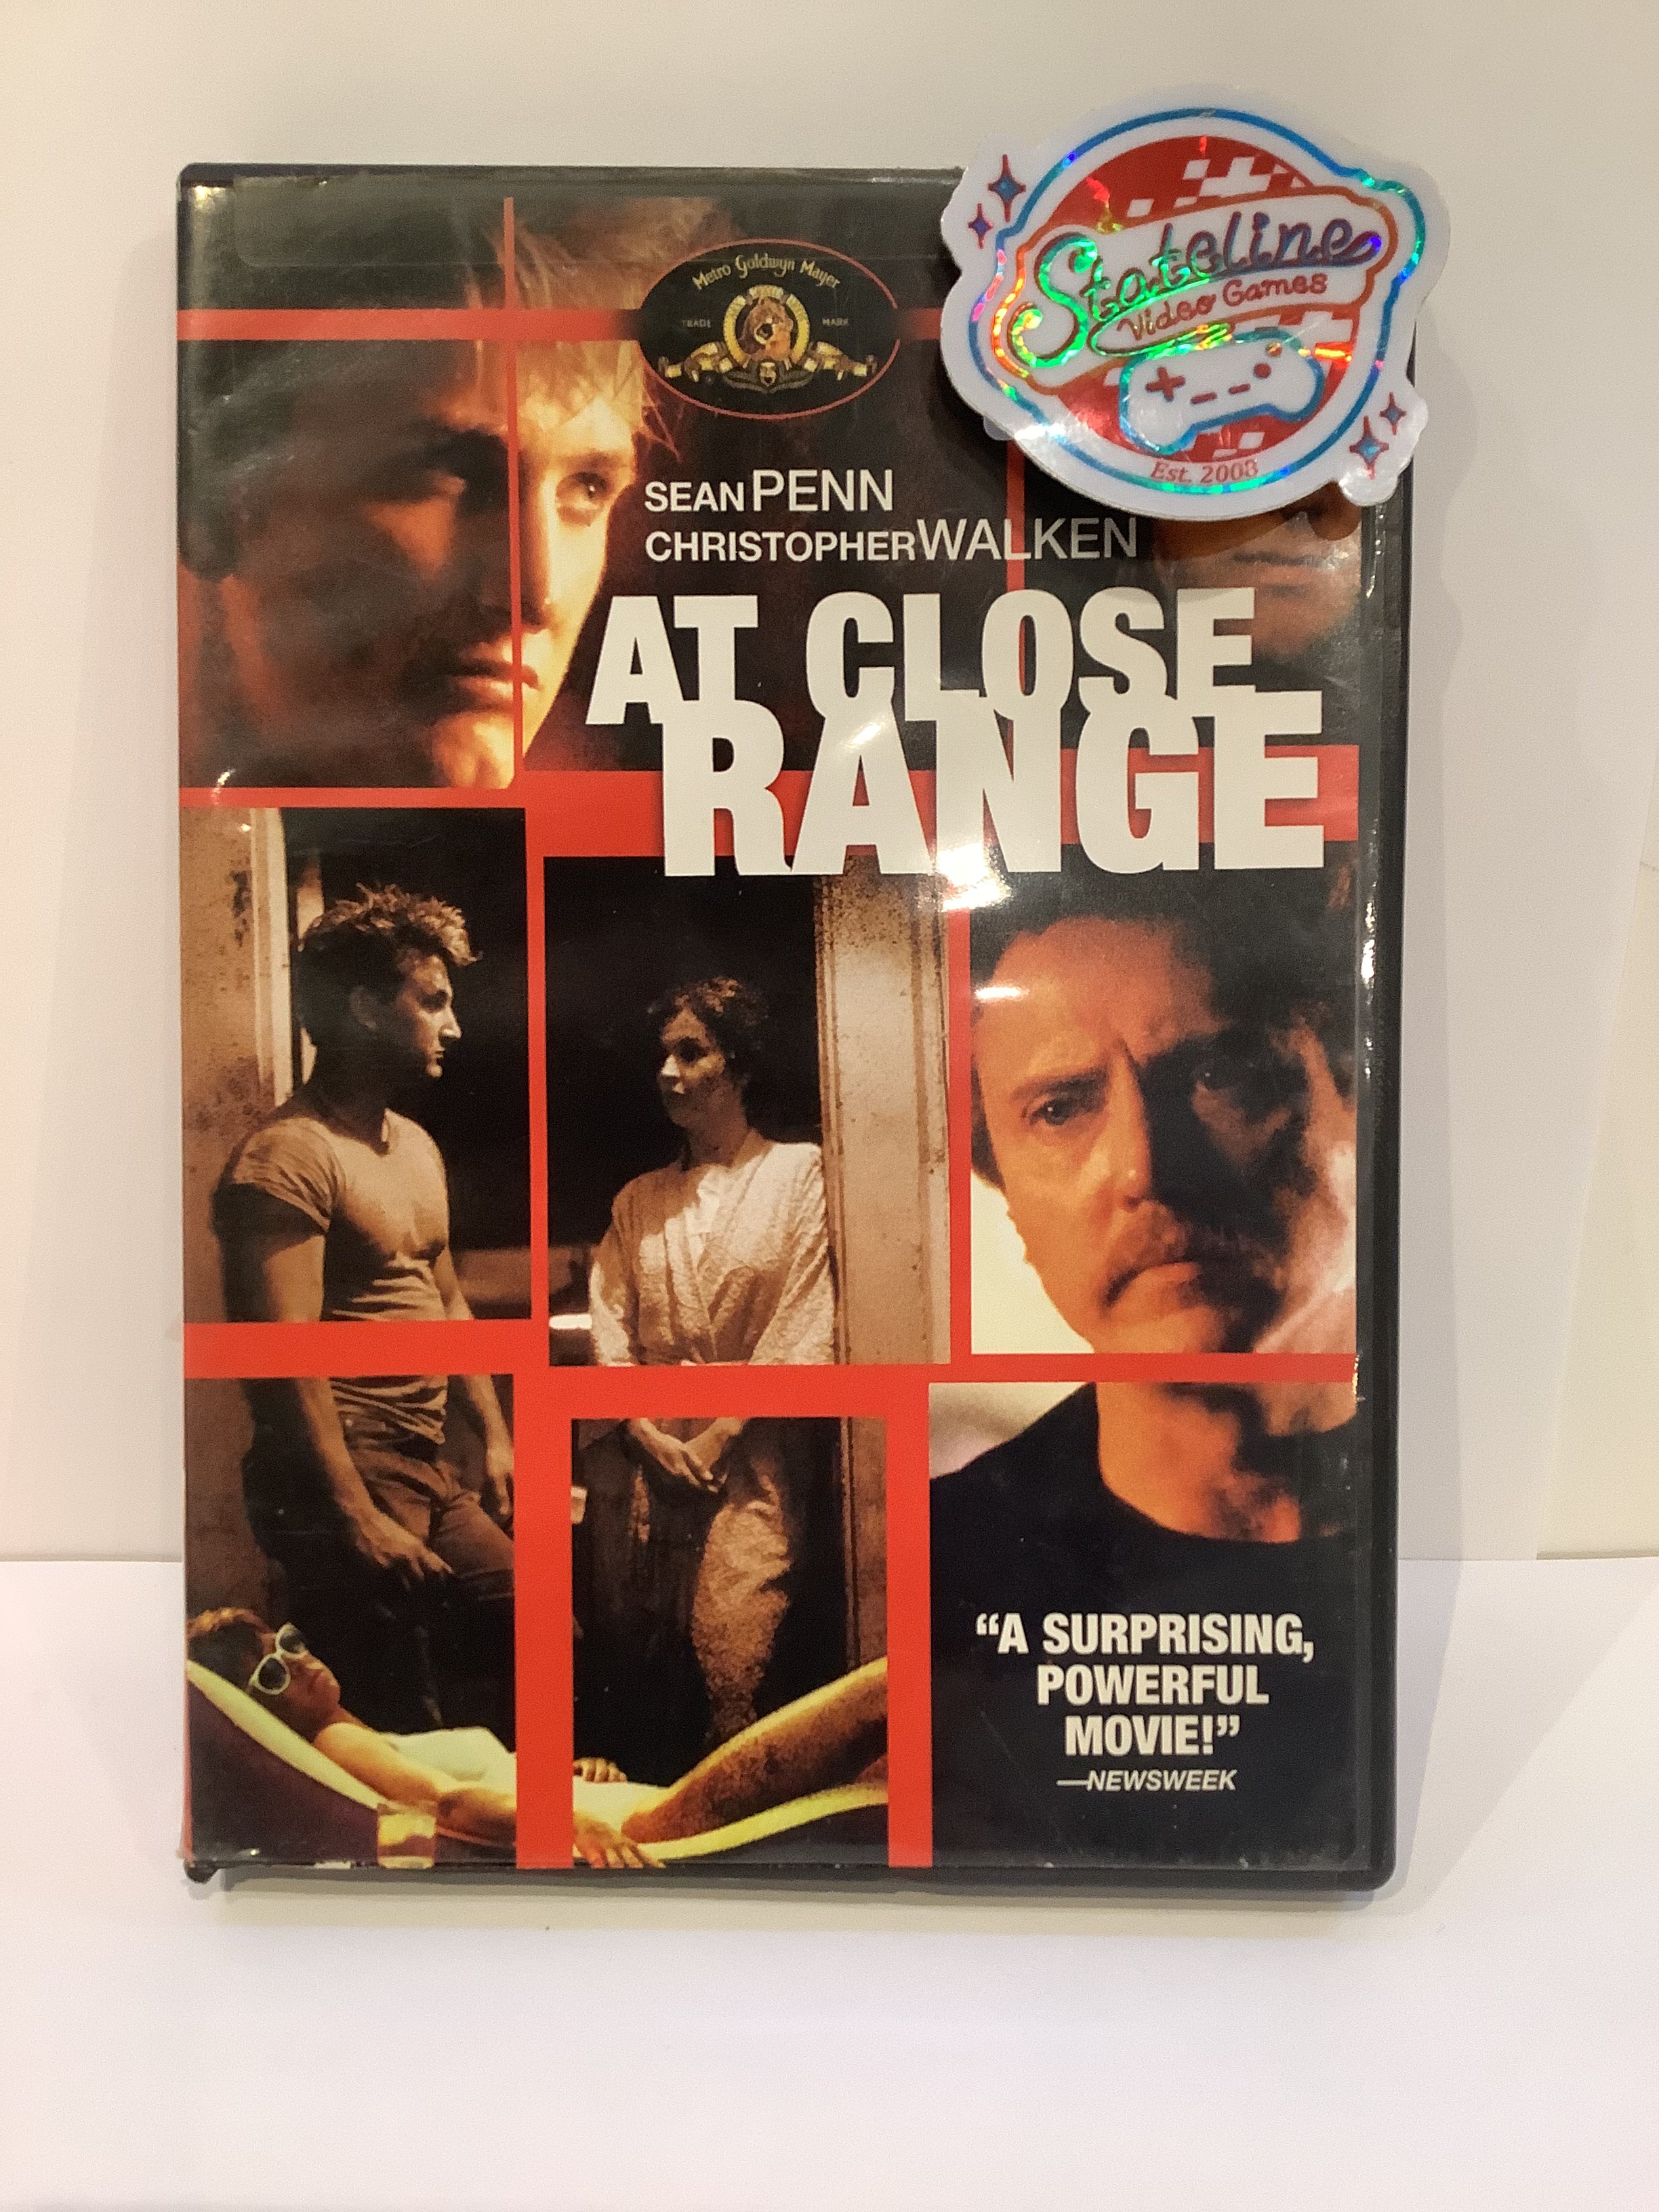 Metro Goldwyn Mayer
TRADE MARK
Stateline
Video Games
Est. 2008
SEAN PENN
CHRISTOPHER WALKEN
AT CLOSE
RANGE
“A SURPRISING,
POWERFUL
MOVIE!”
—NEWSWEEK